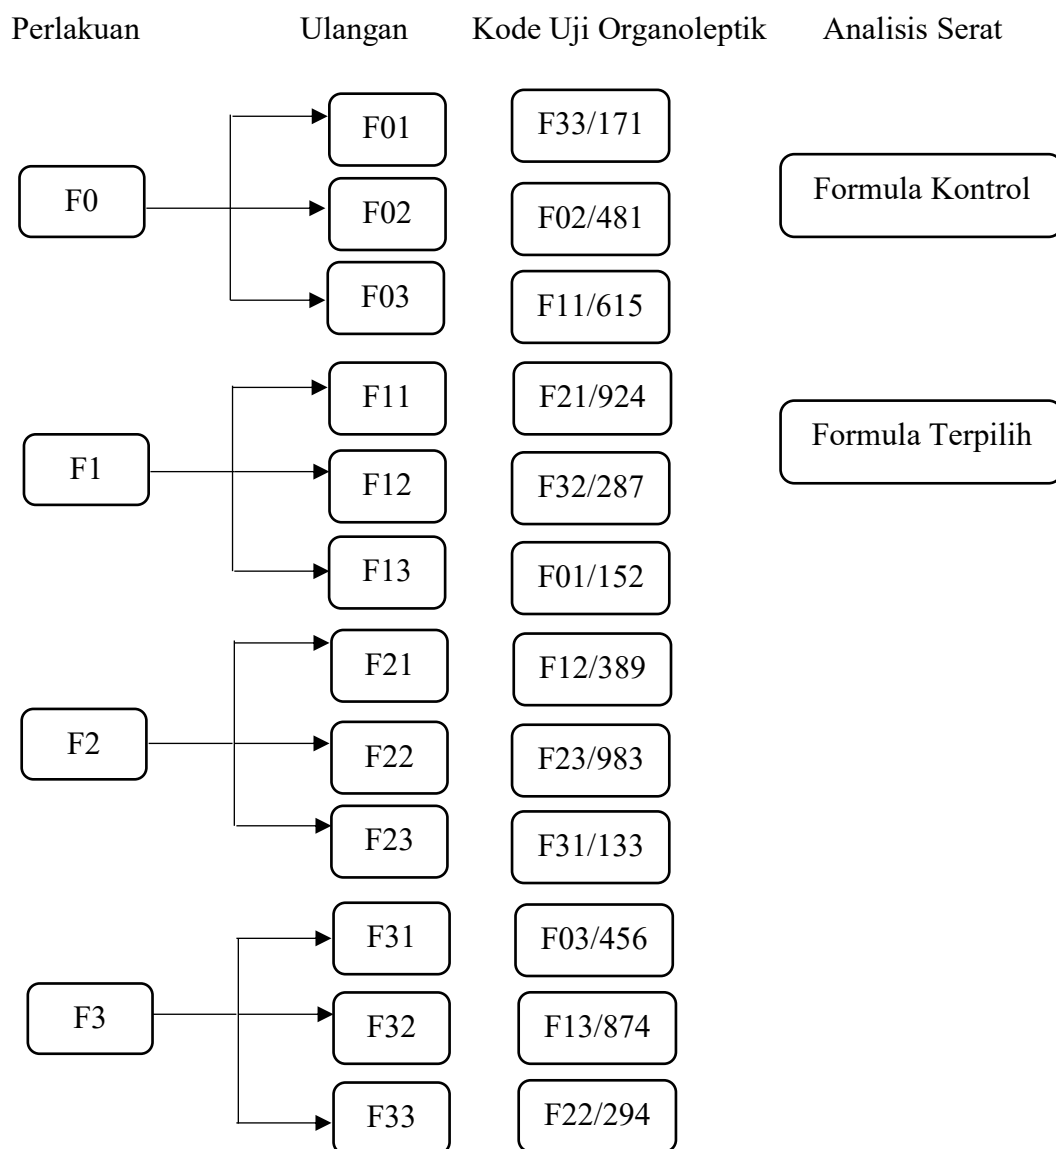 Perlakuan Ulangan Kode Uji Organoleptik Analisis Serat
F01 F33/171
F0 F02 F02/481 Formula Kontrol
F03 F11/615
F11 F21/924
F1 F12 F32/287 Formula Terpilih
F13 F01/152
F21 F12/389
F2 F22 F23/983
F23 F31/133
F31 F03/456
F3 F32 F13/874
F33 F22/294